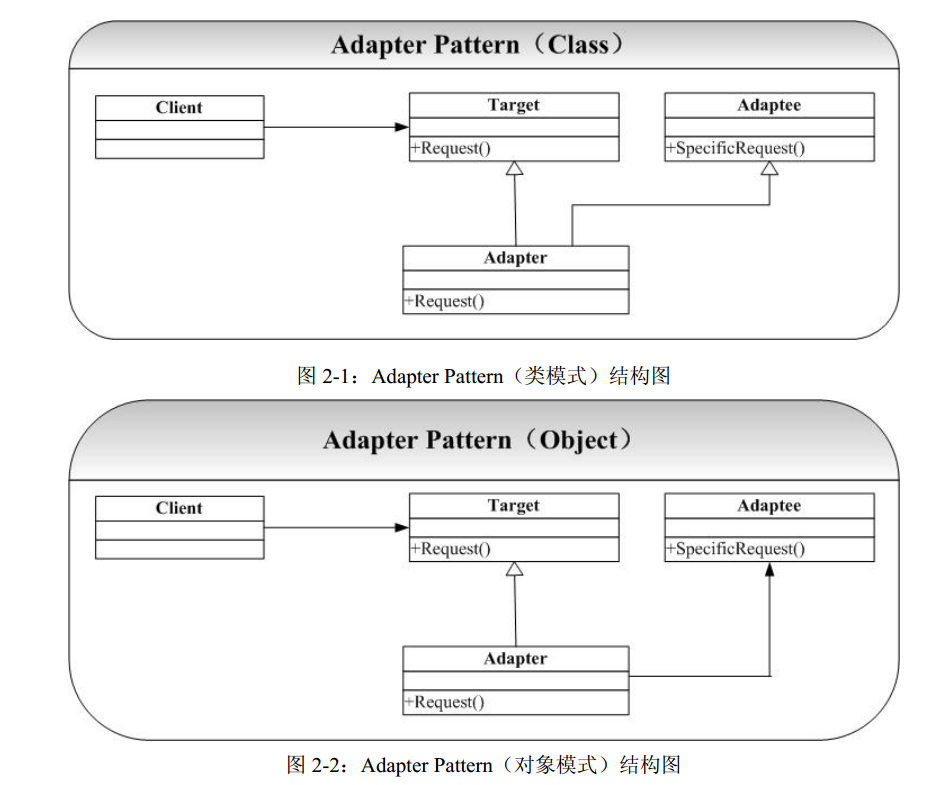 Adapter Pattern（Class）
Client
Target
Adaptee
+Request()
+SpecificRequest()
Adapter
+Request()
图 2-1：Adapter Pattern（类模式）结构图
Adapter Pattern（Object）
Client
Target
Adaptee
+Request()
+SpecificRequest()
Adapter
+Request()
图 2-2：Adapter Pattern（对象模式）结构图